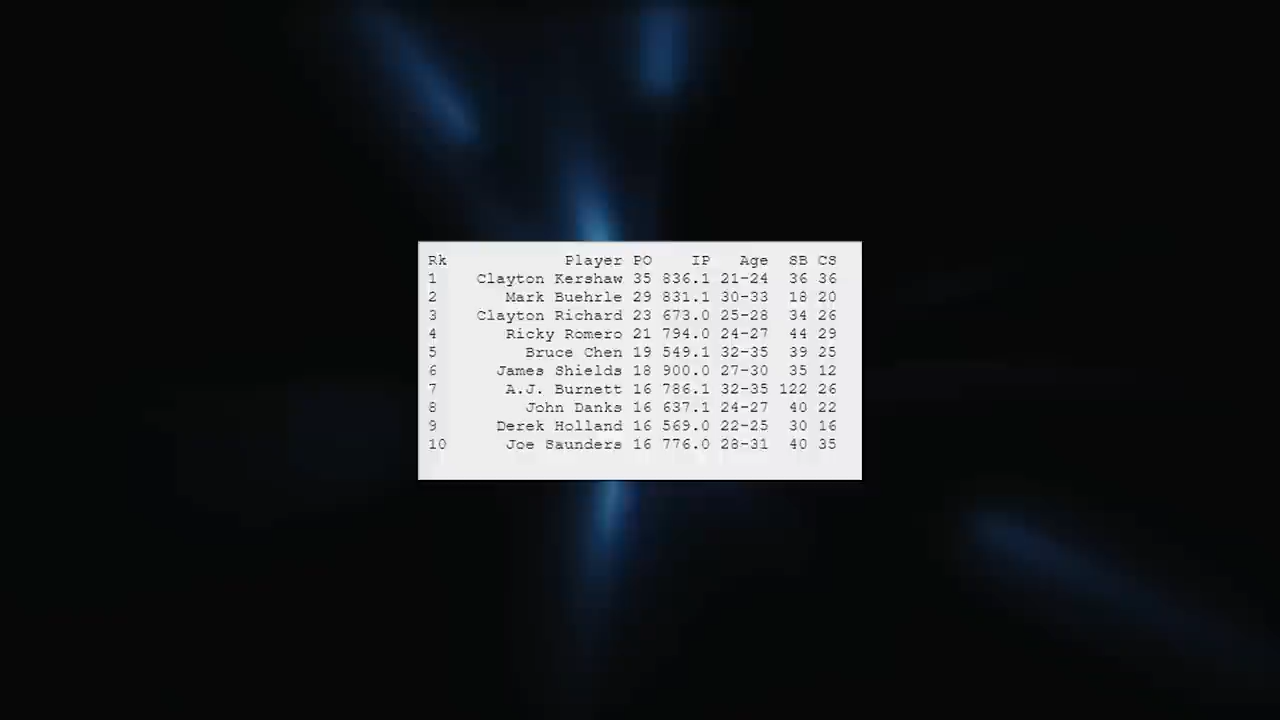 Rk Player PO IP Age SB CS
1 Clayton Kershaw 35 836.1 21-24 36 36
2 Mark Buehrle 29 831.1 30-33 18 20
3 Clayton Richard 23 673.0 25-28 34 26
4 Ricky Romero 21 794.0 24-27 44 29
5 Bruce Chen 19 549.1 32-35 39 25
6 James Shields 18 900.0 27-30 35 12
7 A.J. Burnett 16 786.1 32-35 122 26
8 John Danks 16 637.1 24-27 40 22
9 Derek Holland 16 569.0 22-25 30 16
10 Joe Saunders 16 776.0 28-31 40 35